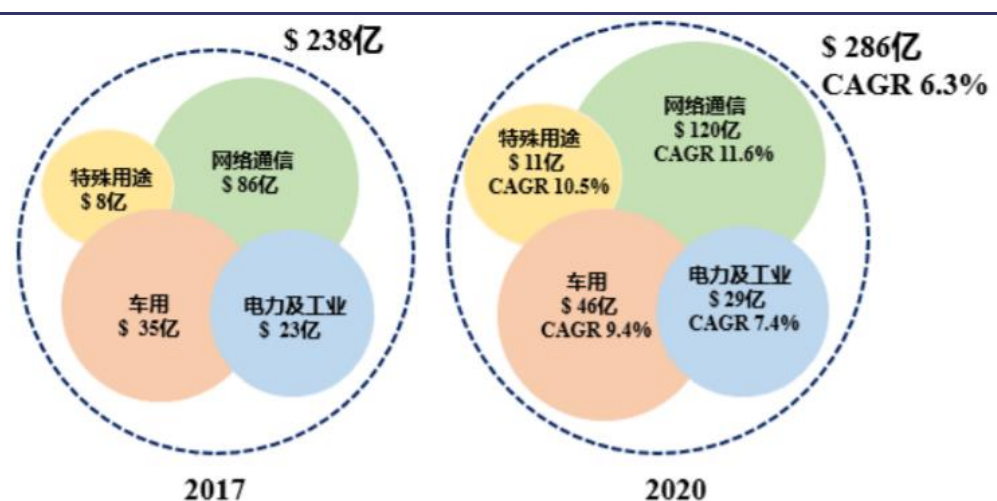 $ 238亿
特殊用途
$ 8亿
网络通信
$ 86亿
车用
$ 35亿
电力及工业
$ 23亿
2017
$ 286亿
CAGR 6.3%
特殊用途
$ 11亿
CAGR 10.5%
网络通信
$ 120亿
CAGR 11.6%
车用
$ 46亿
CAGR 9.4%
电力及工业
$ 29亿
CAGR 7.4%
2020